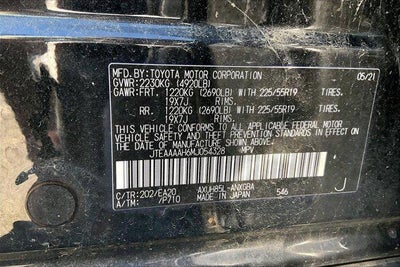 MFD.BY:TOYOTA MOTOR CORPORATION 05/21
GVWR:2230KG (4920LB)
GAWR:FRT. 1220KG (2690LB) WITH 225/55R19 TIRES,
19X7J RIMS,
RR. 1220KG (2690LB) WITH 225/55R19 TIRES,
19X7J RIMS,
THIS VEHICLE CONFORMS TO ALL APPLICABLE FEDERAL MOTOR
VEHICLE SAFETY AND THEFT PREVENTION STANDARDS IN EFFECT
ON THE DATE OF MANUFACTURE SHOWN ABOVE.
JTEAAAAH6MJ054328 MPV
C/TR:202/EA20 AXUH85L-ANXGBA 546 J
A/TM: 7P710 MADE IN JAPAN